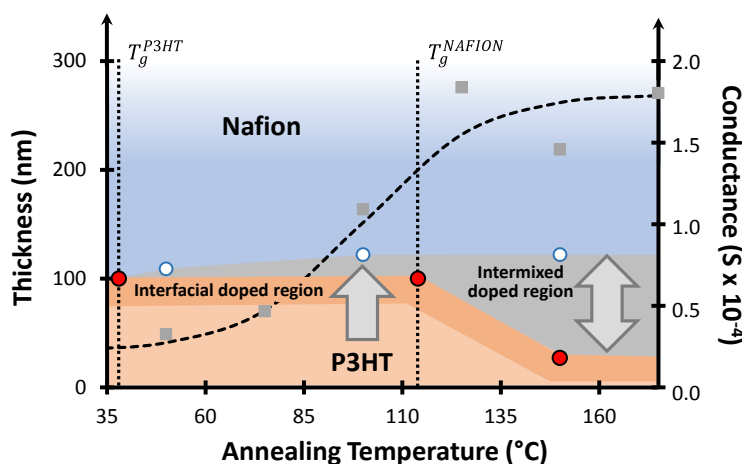 T_g^{P3HT}
T_g^{NAFION}
300
200
100
0
Thickness (nm)
2.0
1.5
1.0
0.5
0.0
Conductance (S x 10^{-4})
Nafion
Interfacial doped region
Intermixed
doped region
P3HT
35
60
85
110
135
160
Annealing Temperature (°C)